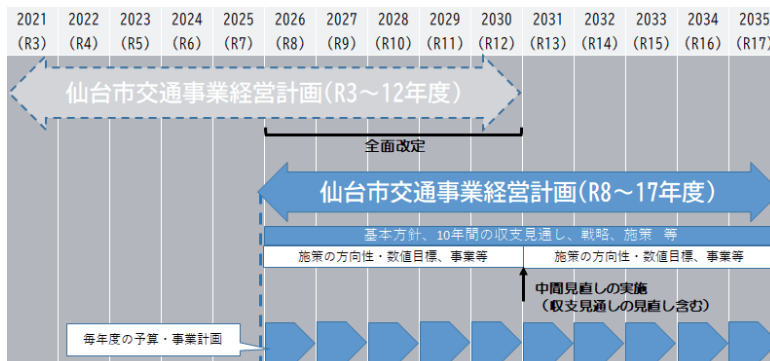 2021 2022 2023 2024 2025 2026 2027 2028 2029 2030 2031 2032 2033 2034 2035
(R3) (R4) (R5) (R6) (R7) (R8) (R9) (R10) (R11) (R12) (R13) (R14) (R15) (R16) (R17)
仙台市交通事業経営計画(R3～12年度)
全面改定
仙台市交通事業経営計画(R8～17年度)
基本方針、10年間の収支見通し、戦略、施策 等
施策の方向性・数値目標、事業等 施策の方向性・数値目標、事業等
中間見直しの実施
（収支見通しの見直し含む）
毎年度の予算・事業計画